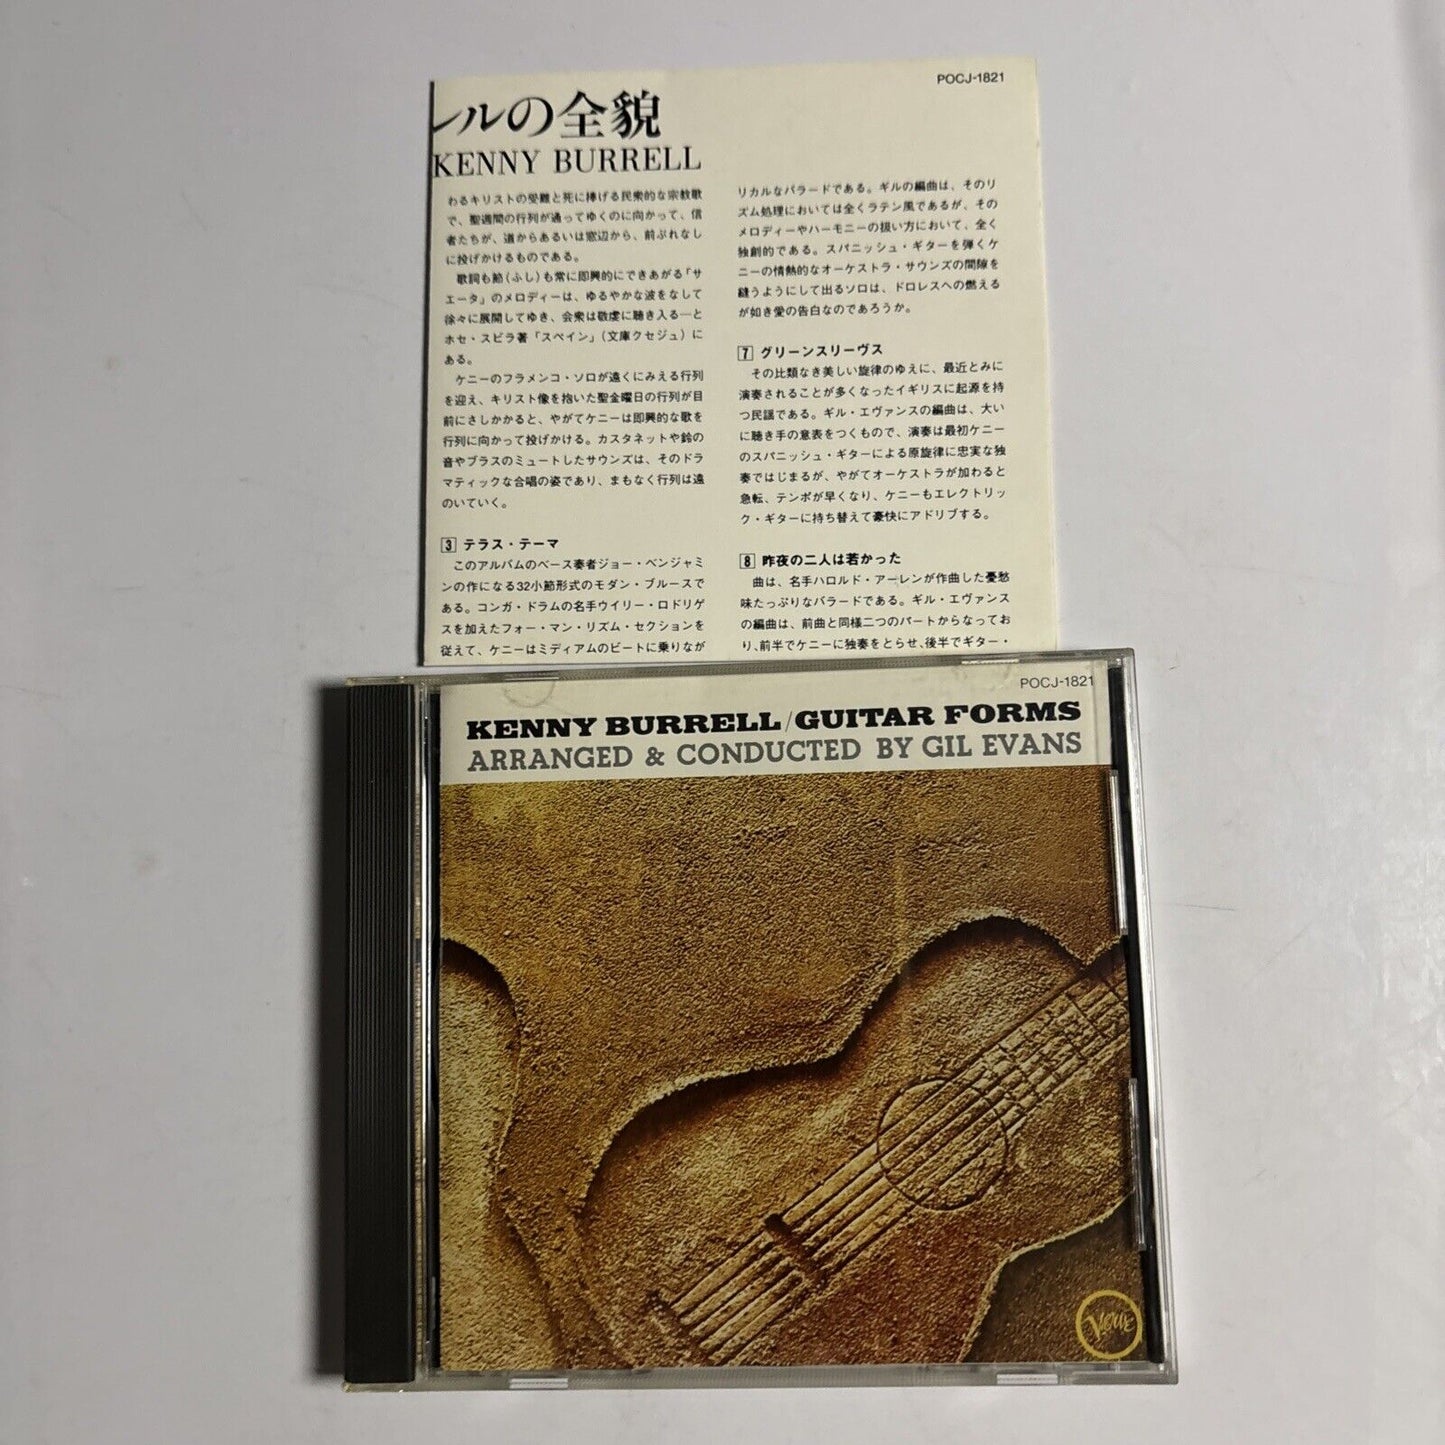 POCJ-1821
ルの全貌
KENNY BURRELL
わるキリストの受難と死に捧げる民衆的な宗教歌
で、聖週間の行列が通ってゆくのに向かって、信
者たちが、道からあるいは窓辺から、前ぶれなし
に投げかけるものである。
歌詞も節(ふし)も常に即興的にできあがる「サ
エータ」のメロディーは、ゆるやかな波をなして
徐々に展開してゆき、会衆は敬虔に聴き入る―と
ホセ・スビラ著「スペイン」(文庫クセジュ)に
ある。
ケニーのフラメンコ・ソロが遠くにみえる行列
を迎え、キリスト像を抱いた聖金曜日の行列が目
前にさしかかると、やがてケニーは即興的な歌を
行列に向かって投げかける。カスタネットや鈴の
音やブラスのミュートしたサウンズは、そのドラ
マティックな合唱の姿であり、まもなく行列は遠
のいていく。
3 テラス・テーマ
このアルバムのベース奏者ジョー・ベンジャミ
ンの作になる32小節形式のモダン・ブルースで
ある。コンガ・ドラムの名手ウイリー・ロドリゲ
スを加えたフォー・マン・リズム・セクションを
従えて、ケニーはミディアムのビートに乗りなが
リカルなバラードである。ギルの編曲は、そのリ
ズム処理においては全くラテン風であるが、その
メロディーやハーモニーの扱い方において、全く
独創的である。スパニッシュ・ギターを弾くケ
ニーの情熱的なオーケストラ・サウンズの間隙を
縫うようにして出るソロは、ドロレスへの燃える
が如き愛の告白なのであろうか。
7 グリーンスリーヴス
その比類なき美しい旋律のゆえに、最近とみに
演奏されることが多くなったイギリスに起源を持
つ民謡である。ギル・エヴァンスの編曲は、大い
に聴き手の意表をつくもので、演奏は最初ケニー
のスパニッシュ・ギターによる原旋律に忠実な独
奏ではじまるが、やがてオーケストラが加わると
急転、テンポが早くなり、ケニーもエレクトリッ
ク・ギターに持ち替えて豪快にアドリブする。
8 昨夜の二人は若かった
曲は、名手ハロルド・アーレンが作曲した憂愁
味たっぷりなバラードである。ギル・エヴァンス
の編曲は、前曲と同様二つのパートからなってお
り、前半でケニーに独奏をとらせ、後半でギター・
POCJ-1821
KENNY BURRELL/GUITAR FORMS
ARRANGED & CONDUCTED BY GIL EVANS
Verve